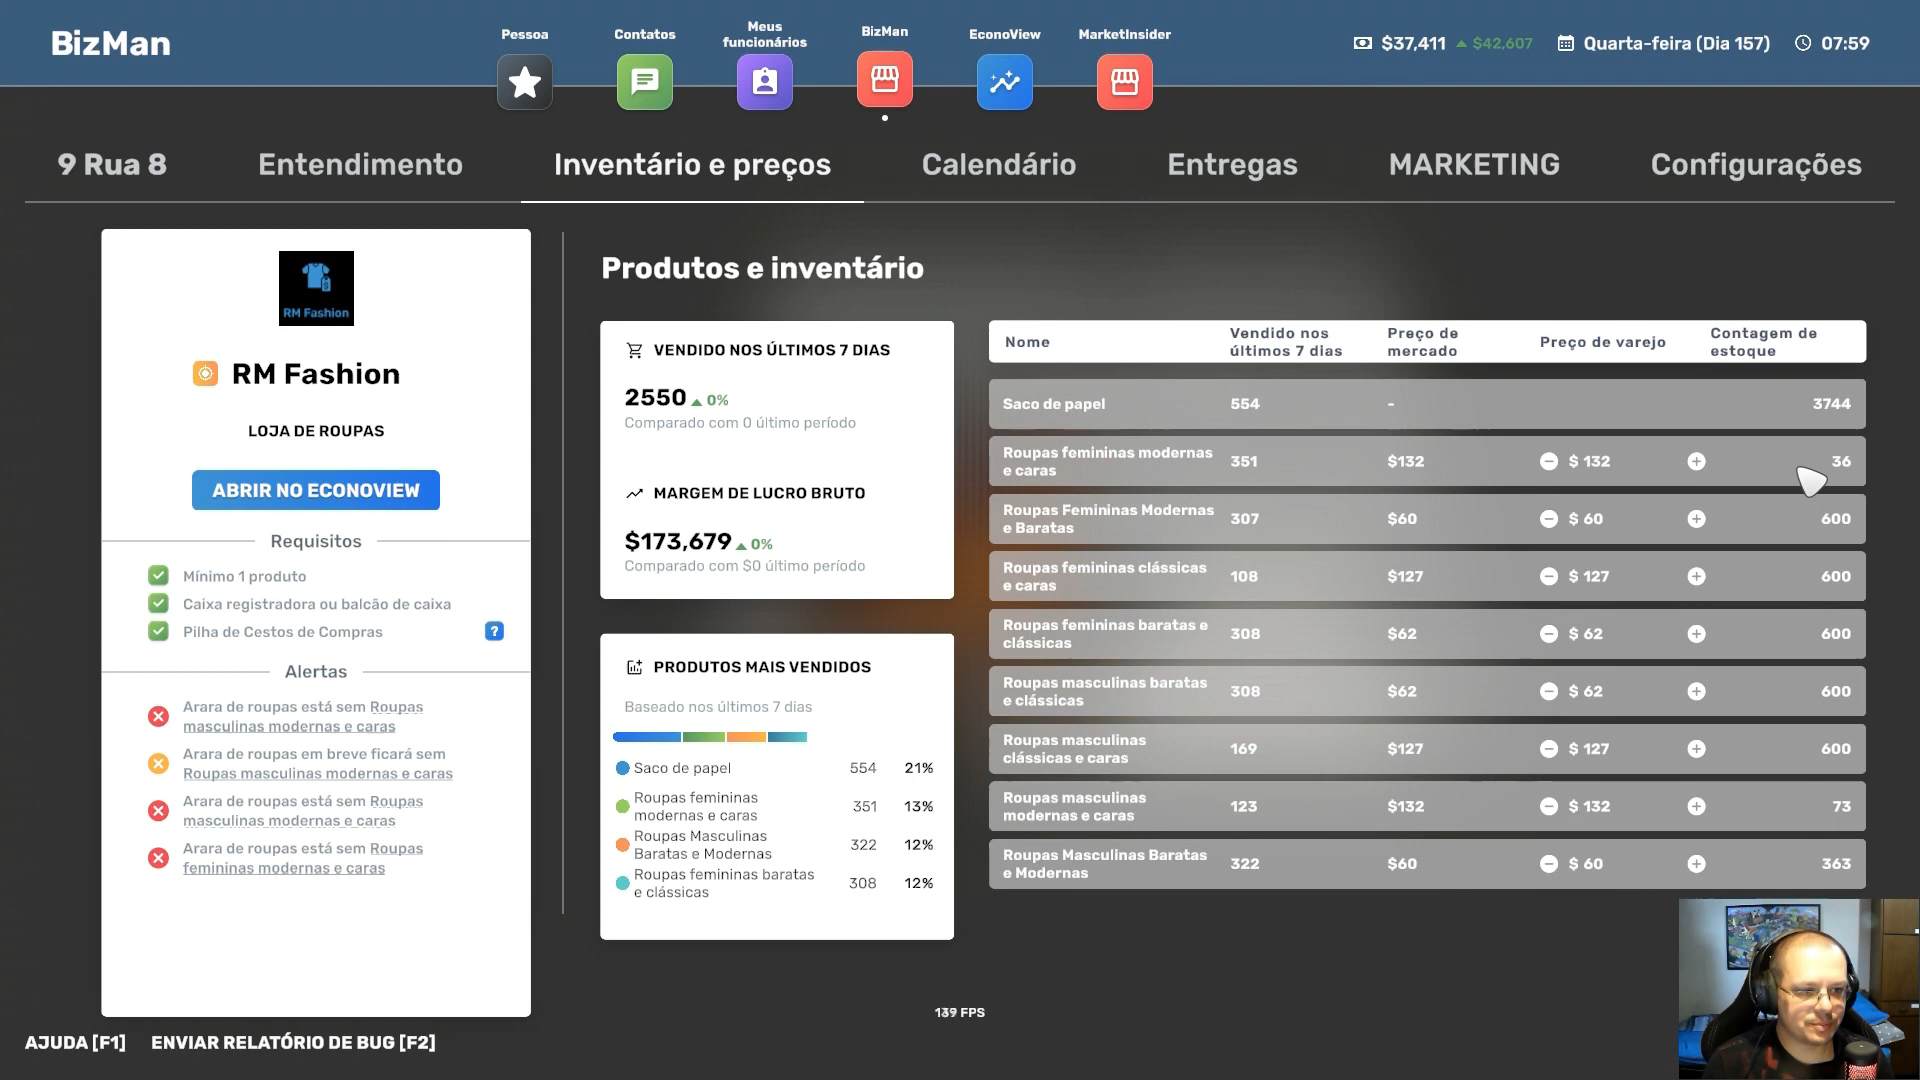 BizMan
Pessoa
Contatos
Meus
funcionários
BizMan
EconoView
MarketInsider
$37,411
$42,607
Quarta-feira (Dia 157)
07:59
9 Rua 8
Entendimento
Inventário e preços
Calendário
Entregas
MARKETING
Configurações
RM Fashion
RM Fashion
LOJA DE ROUPAS
ABRIR NO ECONOVIEW
Requisitos
Mínimo 1 produto
Caixa registradora ou balcão de caixa
Pilha de Cestos de Compras
?
Alertas
Arara de roupas está sem Roupas
masculinas modernas e caras
Arara de roupas em breve ficará sem
Roupas masculinas modernas e caras
Arara de roupas está sem Roupas
masculinas modernas e caras
Arara de roupas está sem Roupas
femininas modernas e caras
Produtos e inventário
VENDIDO NOS ÚLTIMOS 7 DIAS
2550 0%
Comparado com 0 último período
MARGEM DE LUCRO BRUTO
$173,679 0%
Comparado com $0 último período
PRODUTOS MAIS VENDIDOS
Baseado nos últimos 7 dias
Saco de papel 554 21%
Roupas femininas
modernas e caras 351 13%
Roupas Masculinas
Baratas e Modernas 322 12%
Roupas femininas baratas
e clássicas 308 12%
Nome
Vendido nos
últimos 7 dias
Preço de
mercado
Preço de varejo
Contagem de
estoque
Saco de papel 554 - 3744
Roupas femininas modernas
e caras 351 $132 $ 132 36
Roupas Femininas Modernas
e Baratas 307 $60 $ 60 600
Roupas femininas clássicas
e caras 108 $127 $ 127 600
Roupas femininas baratas e
clássicas 308 $62 $ 62 600
Roupas masculinas baratas
e clássicas 308 $62 $ 62 600
Roupas masculinas
clássicas e caras 169 $127 $ 127 600
Roupas masculinas
modernas e caras 123 $132 $ 132 73
Roupas Masculinas Baratas
e Modernas 322 $60 $ 60 363
139 FPS
AJUDA [F1]
ENVIAR RELATÓRIO DE BUG [F2]